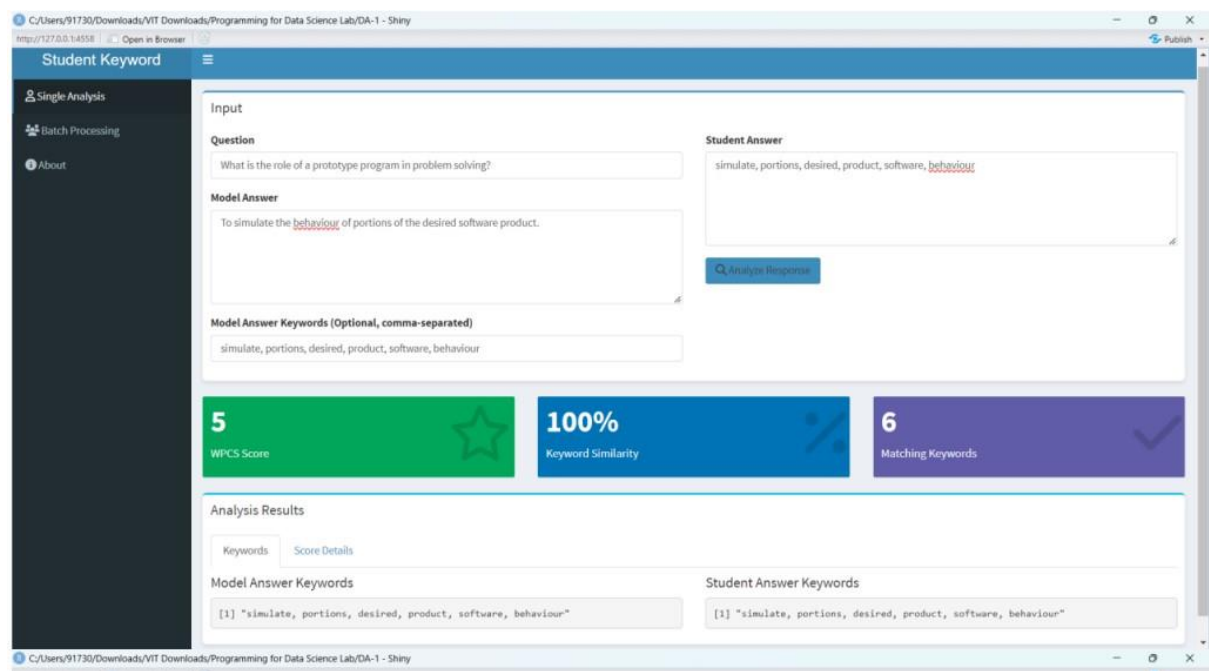 C:/Users/91730/Downloads/VIT Downloads/Programming for Data Science Lab/DA-1 - Shiny
http://127.0.0.1:4558 Open in Browser Publish
Student Keyword
Single Analysis
Batch Processing
About
Input
Question
What is the role of a prototype program in problem solving?
Model Answer
To simulate the behaviour of portions of the desired software product.
Model Answer Keywords (Optional, comma-separated)
simulate, portions, desired, product, software, behaviour
Student Answer
simulate, portions, desired, product, software, behaviour
Analyze Response
5
WPCS Score
100%
Keyword Similarity
6
Matching Keywords
Analysis Results
Keywords Score Details
Model Answer Keywords
[1] "simulate, portions, desired, product, software, behaviour"
Student Answer Keywords
[1] "simulate, portions, desired, product, software, behaviour"
C:/Users/91730/Downloads/VIT Downloads/Programming for Data Science Lab/DA-1 - Shiny